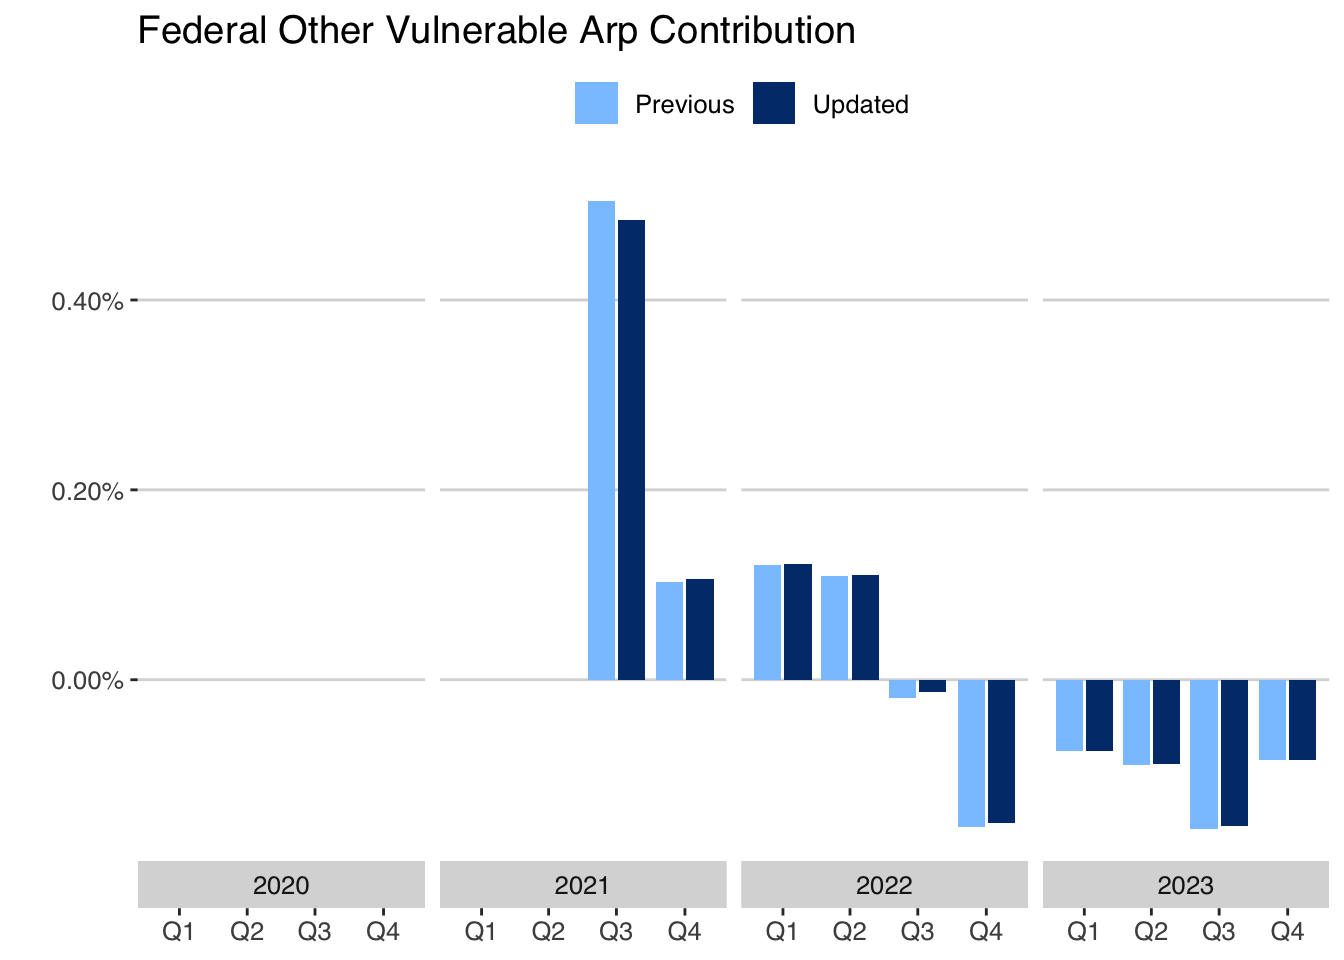 Federal Other Vulnerable Arp Contribution
Previous Updated
0.40%
0.20%
0.00%
2020 2021 2022 2023
Q1 Q2 Q3 Q4 Q1 Q2 Q3 Q4 Q1 Q2 Q3 Q4 Q1 Q2 Q3 Q4